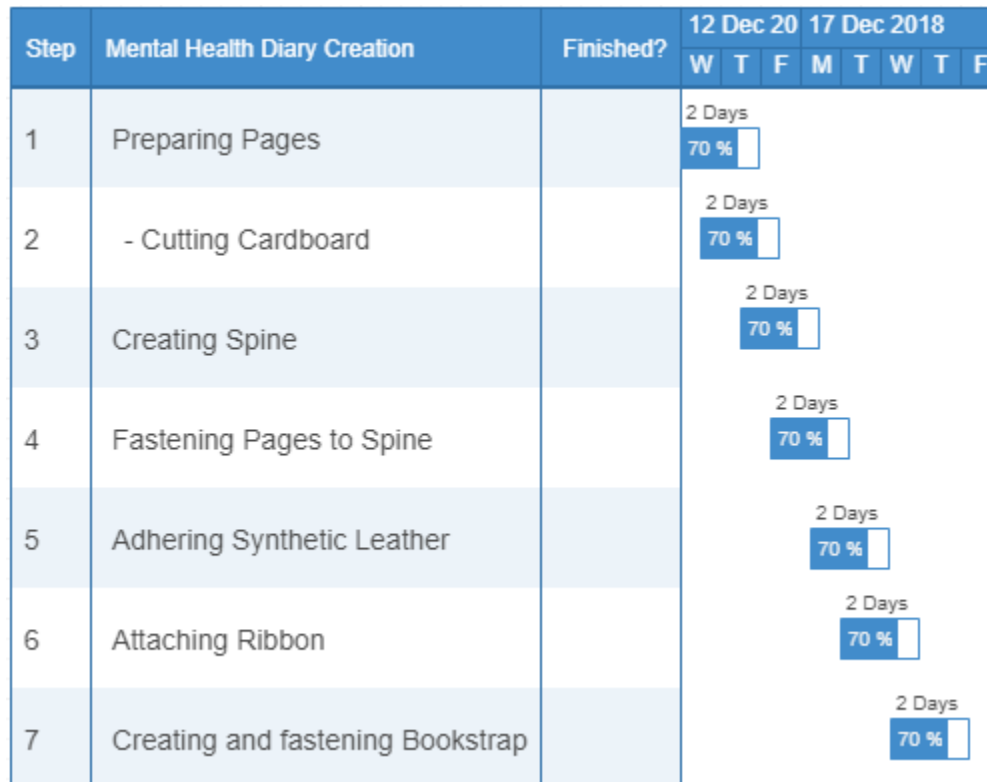 Step Mental Health Diary Creation Finished? 12 Dec 20 17 Dec 2018
W T F M T W T F
2 Days
1 Preparing Pages 70 %
2 Days
2 - Cutting Cardboard 70 %
2 Days
3 Creating Spine 70 %
2 Days
4 Fastening Pages to Spine 70 %
2 Days
5 Adhering Synthetic Leather 70 %
2 Days
6 Attaching Ribbon 70 %
2 Days
7 Creating and fastening Bookstrap 70 %